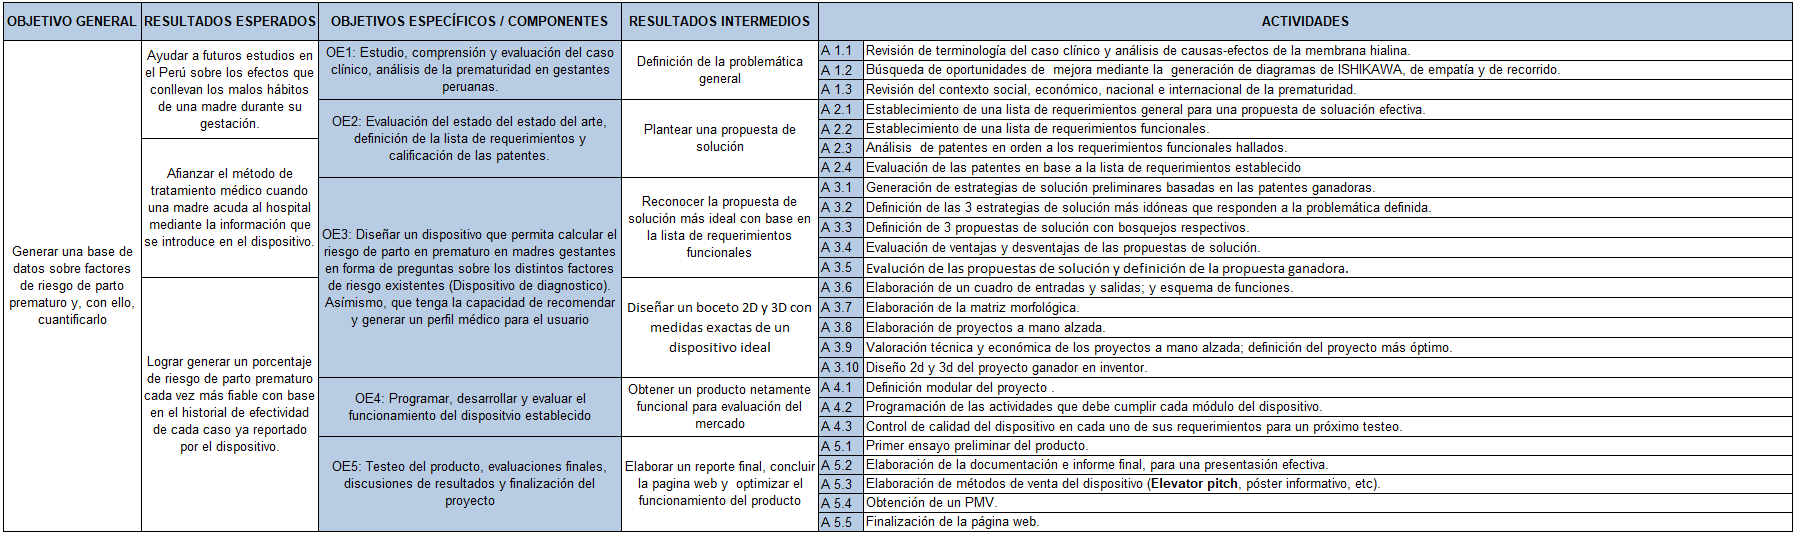 OBJETIVO GENERAL
RESULTADOS ESPERADOS
OBJETIVOS ESPECÍFICOS / COMPONENTES
RESULTADOS INTERMEDIOS
ACTIVIDADES
Generar una base de
datos sobre factores
de riesgo de parto
prematuro y, con ello,
cuantificarlo
Ayudar a futuros estudios en
el Perú sobre los efectos que
conllevan los malos hábitos
de una madre durante su
gestación.
Afianzar el método de
tratamiento médico cuando
una madre acuda al hospital
mediante la información que
se introduce en el dispositivo.
Lograr generar un porcentaje
de riesgo de parto prematuro
cada vez más fiable con base
en el historial de efectividad
de cada caso ya reportado
por el dispositivo.
OE1: Estudio, comprensión y evaluación del caso
clínico, análisis de la prematuridad en gestantes
peruanas.
OE2: Evaluación del estado del estado del arte,
definición de la lista de requerimientos y
calificación de las patentes.
OE3: Diseñar un dispositivo que permita calcular el
riesgo de parto en prematuro en madres gestantes
en forma de preguntas sobre los distintos factores
de riesgo existentes (Dispositivo de diagnostico).
Asímismo, que tenga la capacidad de recomendar
y generar un perfil médico para el usuario
OE4: Programar, desarrollar y evaluar el
funcionamiento del dispositvio establecido
OE5: Testeo del producto, evaluaciones finales,
discusiones de resultados y finalización del
proyecto
Definición de la problemática
general
Plantear una propuesta de
solución
Reconocer la propuesta de
solución más ideal con base en
la lista de requerimientos
funcionales
Diseñar un boceto 2D y 3D con
medidas exactas de un
dispositivo ideal
Obtener un producto netamente
funcional para evaluación del
mercado
Elaborar un reporte final, concluir
la pagina web y optimizar el
funcionamiento del producto
A 1.1 Revisión de terminología del caso clínico y análisis de causas-efectos de la membrana hialina.
A 1.2 Búsqueda de oportunidades de mejora mediante la generación de diagramas de ISHIKAWA, de empatía y de recorrido.
A 1.3 Revisión del contexto social, económico, nacional e internacional de la prematuridad.
A 2.1 Establecimiento de una lista de requerimientos general para una propuesta de soluación efectiva.
A 2.2 Establecimiento de una lista de requerimientos funcionales.
A 2.3 Análisis de patentes en orden a los requerimientos funcionales hallados.
A 2.4 Evaluación de las patentes en base a la lista de requerimientos establecido
A 3.1 Generación de estrategias de solución preliminares basadas en las patentes ganadoras.
A 3.2 Definición de las 3 estrategias de solución más idóneas que responden a la problemática definida.
A 3.3 Definición de 3 propuestas de solución con bosquejos respectivos.
A 3.4 Evaluación de ventajas y desventajas de las propuestas de solución.
A 3.5 Evalución de las propuestas de solución y definición de la propuesta ganadora.
A 3.6 Elaboración de un cuadro de entradas y salidas; y esquema de funciones.
A 3.7 Elaboración de la matriz morfológica.
A 3.8 Elaboración de proyectos a mano alzada.
A 3.9 Valoración técnica y económica de los proyectos a mano alzada; definición del proyecto más óptimo.
A 3.10 Diseño 2d y 3d del proyecto ganador en inventor.
A 4.1 Definición modular del proyecto .
A 4.2 Programación de las actividades que debe cumplir cada módulo del dispositivo.
A 4.3 Control de calidad del dispositivo en cada uno de sus requerimientos para un próximo testeo.
A 5.1 Primer ensayo preliminar del producto.
A 5.2 Elaboración de la documentación e informe final, para una presentasión efectiva.
A 5.3 Elaboración de métodos de venta del dispositivo (Elevator pitch, póster informativo, etc).
A 5.4 Obtención de un PMV.
A 5.5 Finalización de la página web.